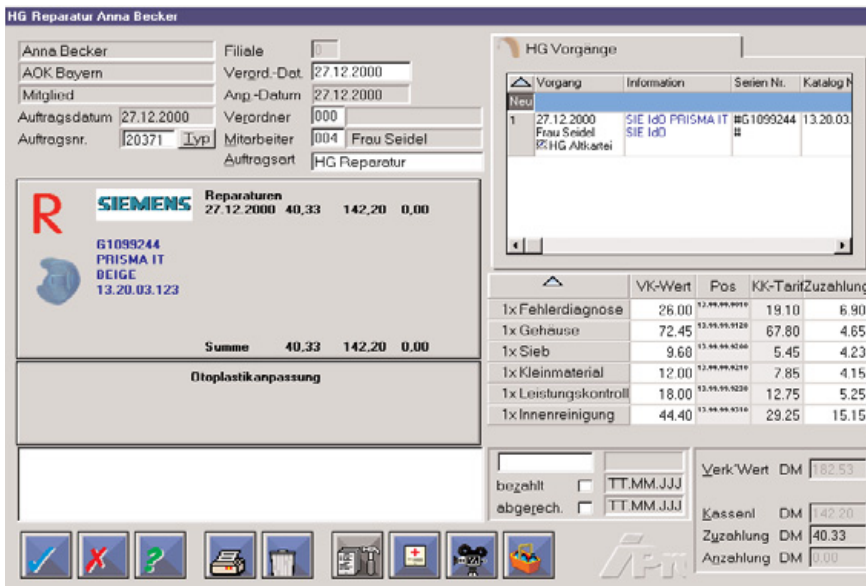 HG Reparatur Anna Becker
Anna Becker
AOK Bayern
Mitglied
Auftragsdatum 27.12.2000
Auftragsnr. 20371 Typ
Filiale 0
Verord.-Dat. 27.12.2000
Anp.-Datum 27.12.2000
Verordner 000
Mitarbeiter 004 Frau Seidel
Auftragsart HG Reparatur
HG Vorgänge
Vorgang Information Serien Nr. Katalog N
Neu
1 27.12.2000 SIE IdO PRISMA IT #G1099244 13.20.03.
Frau Seidel SIE IdO #
HG Altkartei
R
SIEMENS
Reparaturen
27.12.2000 40,33 142,20 0,00
G1099244
PRISMA IT
BEIGE
13.20.03.123
Summe 40,33 142,20 0,00
Otoplastikanpassung
VK-Wert Pos KK-Tarif Zuzahlung
1x Fehlerdiagnose 26.00 19.10 6.90
1x Gehäuse 72.45 67.80 4.65
1x Sieb 9.68 5.45 4.23
1x Kleinmaterial 12.00 7.85 4.15
1x Leistungskontroll 18.00 12.75 5.25
1x Innenreinigung 44.40 29.25 15.15
bezahlt TT.MM.JJJ
abgerech. TT.MM.JJJ
Verk'Wert DM 182.53
Kassenl DM 142.20
Zuzahlung DM 40.33
Anzahlung DM 0.00